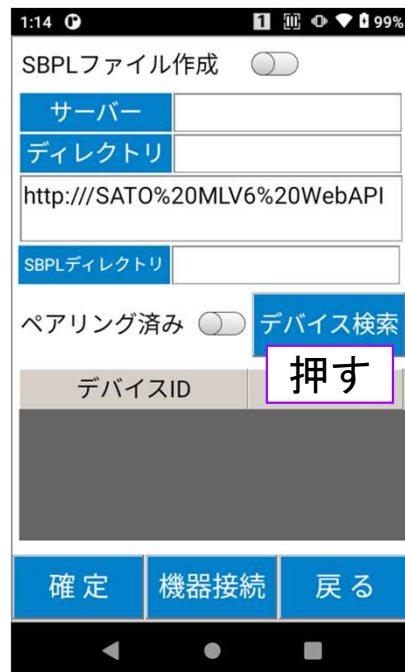 1:14 1 99%
SBPLファイル作成
サーバー
ディレクトリ
http:///SATO%20MLV6%20WebAPI
SBPLディレクトリ
ペアリング済み デバイス検索
押す
デバイスID
確 定 機器接続 戻 る